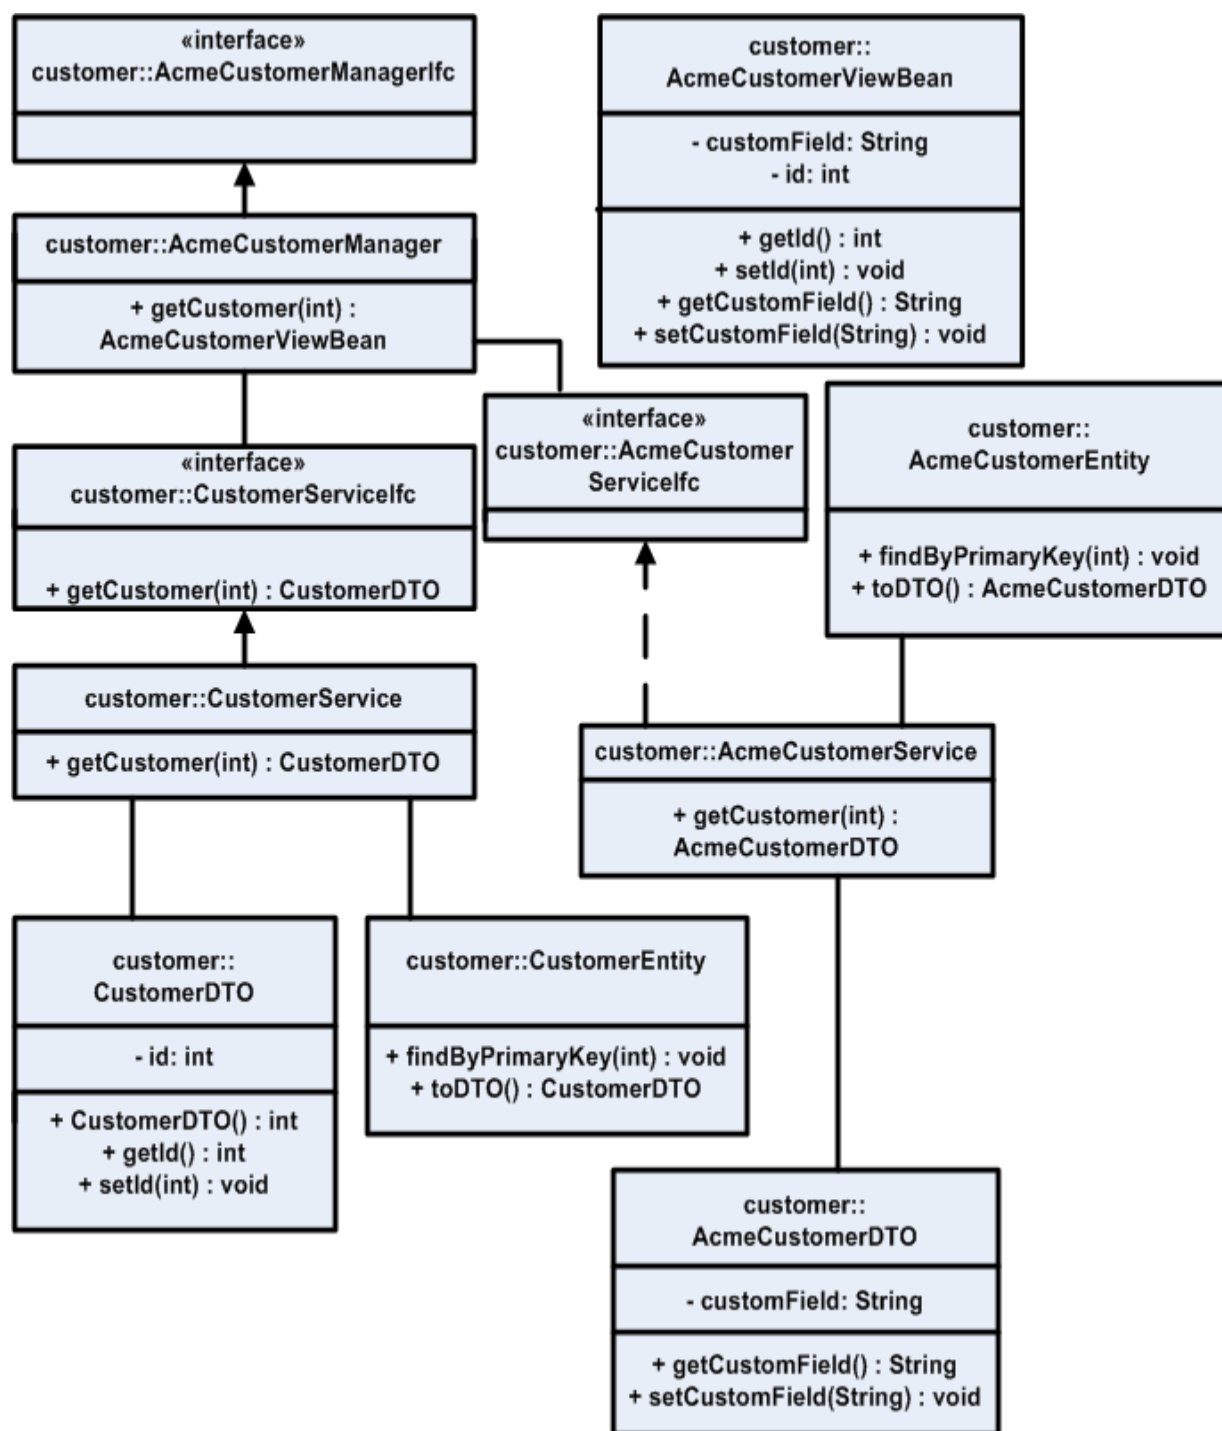 «interface»
customer::AcmeCustomerManagerIfc
customer::AcmeCustomerManager
+ getCustomer(int) :
AcmeCustomerViewBean
«interface»
customer::CustomerServiceIfc
+ getCustomer(int) : CustomerDTO
customer::CustomerService
+ getCustomer(int) : CustomerDTO
customer::
CustomerDTO
- id: int
+ CustomerDTO() : int
+ getId() : int
+ setId(int) : void
customer::CustomerEntity
+ findByPrimaryKey(int) : void
+ toDTO() : CustomerDTO
customer::
AcmeCustomerViewBean
- customField: String
- id: int
+ getId() : int
+ setId(int) : void
+ getCustomField() : String
+ setCustomField(String) : void
«interface»
customer::AcmeCustomer
ServiceIfc
customer::
AcmeCustomerEntity
+ findByPrimaryKey(int) : void
+ toDTO() : AcmeCustomerDTO
customer::AcmeCustomerService
+ getCustomer(int) :
AcmeCustomerDTO
customer::
AcmeCustomerDTO
- customField: String
+ getCustomField() : String
+ setCustomField(String) : void